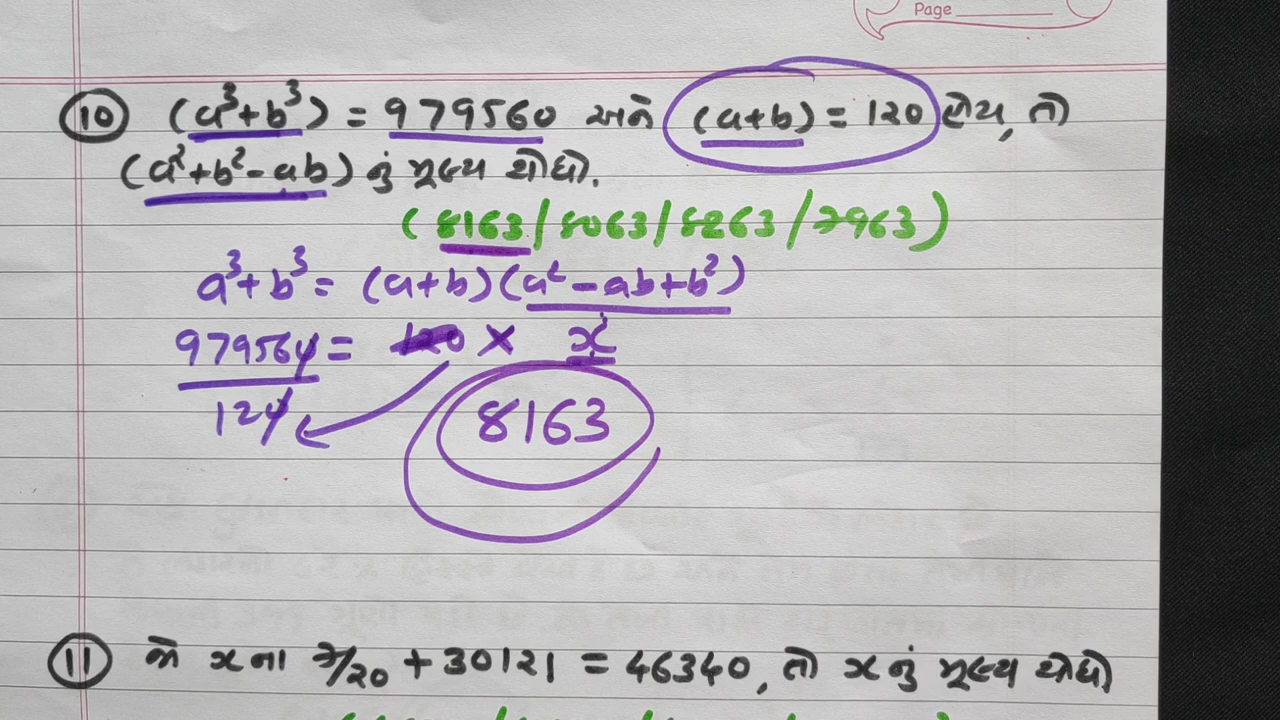 Page
10 (a³+b³) = 979560 અને (a+b) = 120 હોય, તો
(a²+b²-ab) નું મૂલ્ય શોધો.
(8163/8063/8263/7963)
a³+b³ = (a+b)(a²-ab+b²)
979560 = 120 × x
120
8163
11 જો x ના 7/20 + 30121 = 46340, તો x નું મૂલ્ય શોધો